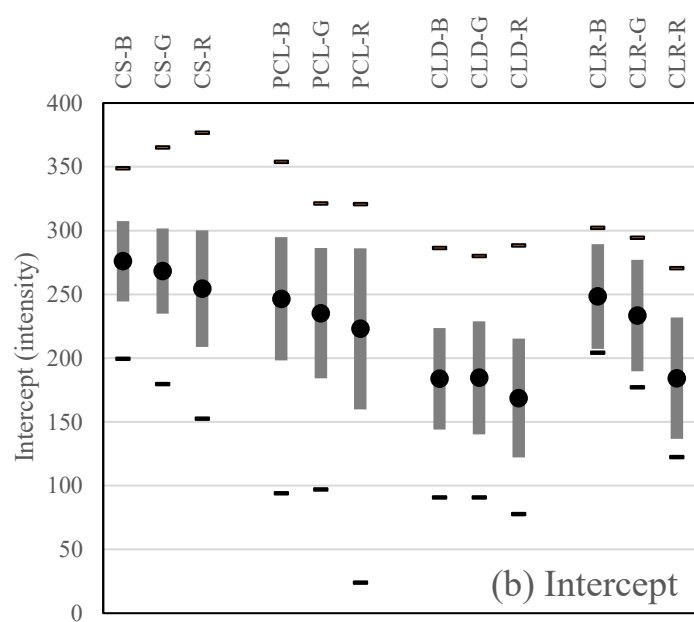 CS-B
CS-G
CS-R
PCL-B
PCL-G
PCL-R
CLD-B
CLD-G
CLD-R
CLR-B
CLR-G
CLR-R
Intercept (intensity)
400
350
300
250
200
150
100
50
0
(b) Intercept